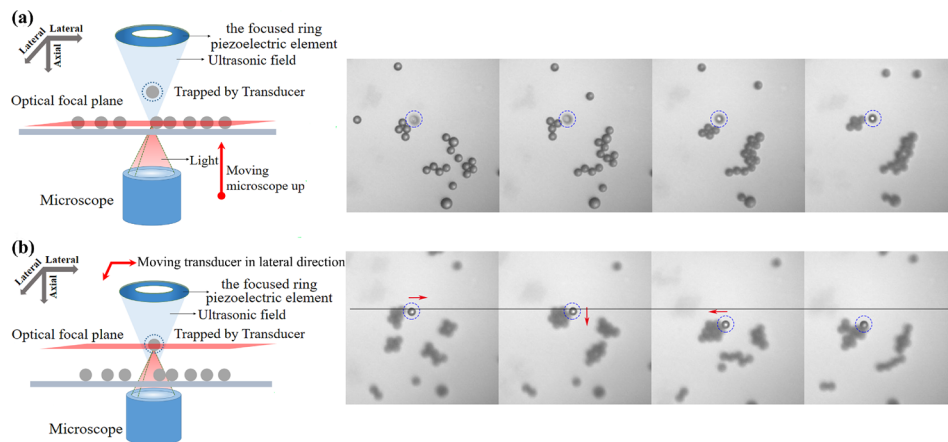 (a)
Lateral
Lateral
Axial
the focused ring
piezoelectric element
Ultrasonic field
Optical focal plane
Trapped by Transducer
Light
Moving
microscope up
Microscope
(b)
Lateral
Lateral
Axial
Moving transducer in lateral direction
the focused ring
piezoelectric element
Ultrasonic field
Optical focal plane
Trapped by Transducer
Microscope